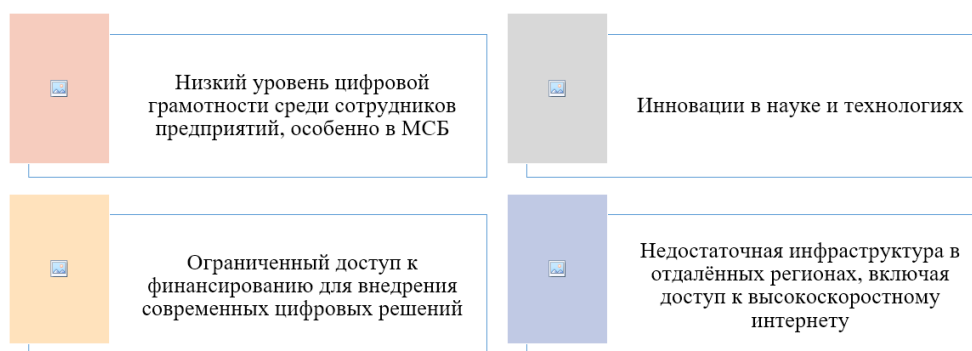 Низкий уровень цифровой
грамотности среди сотрудников
предприятий, особенно в МСБ
Инновации в науке и технологиях
Ограниченный доступ к
финансированию для внедрения
современных цифровых решений
Недостаточная инфраструктура в
отдалённых регионах, включая
доступ к высокоскоростному
интернету